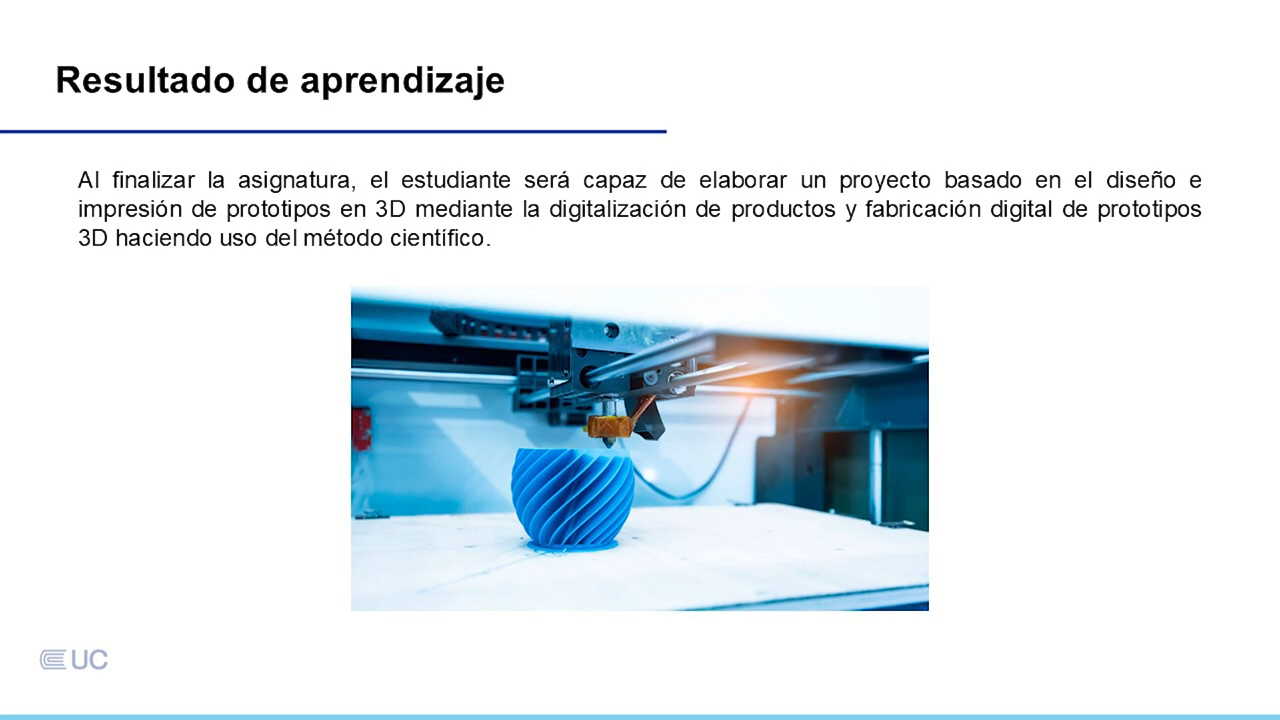 Resultado de aprendizaje
Al finalizar la asignatura, el estudiante será capaz de elaborar un proyecto basado en el diseño e
impresión de prototipos en 3D mediante la digitalización de productos y fabricación digital de prototipos
3D haciendo uso del método científico.
UC